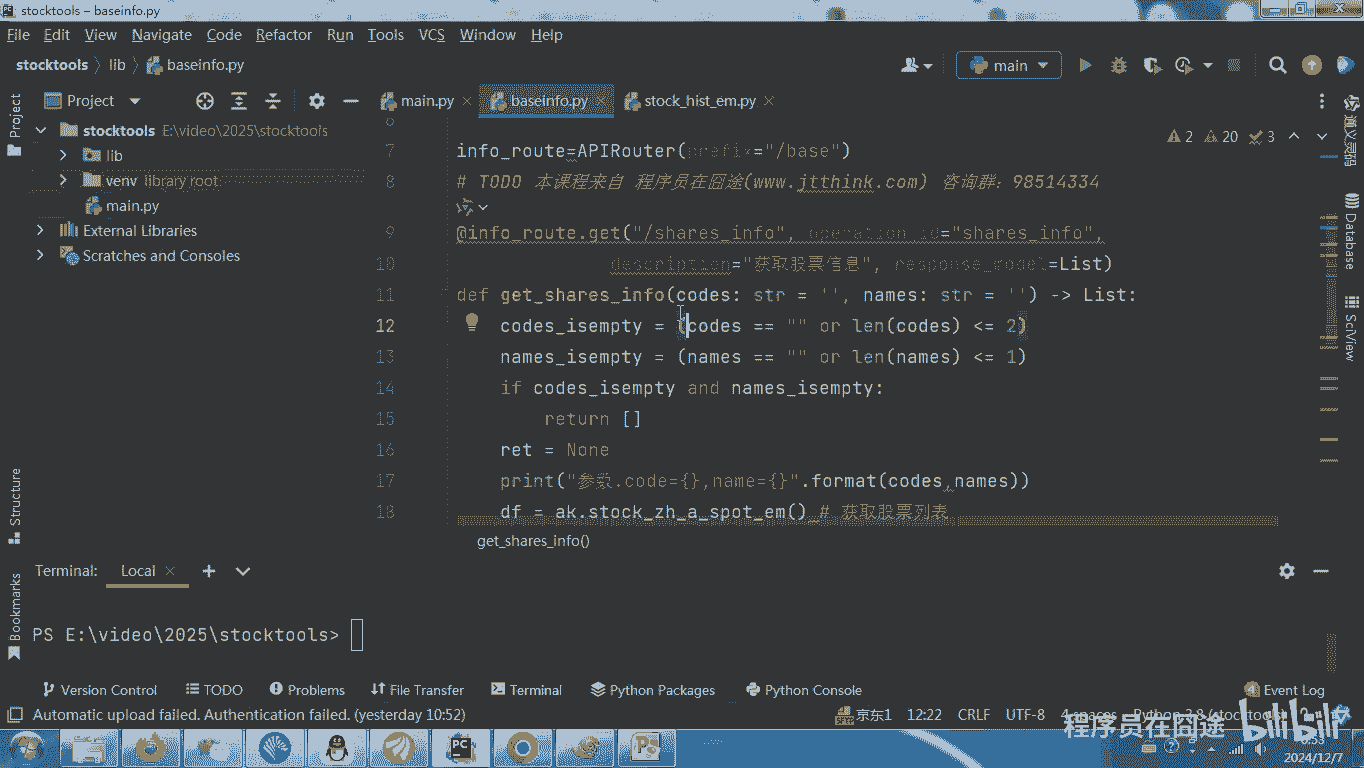 stocktools – baseinfo.py
File Edit View Navigate Code Refactor Run Tools VCS Window Help
stocktools lib baseinfo.py
main
Project
main.py
baseinfo.py
stock_hist_em.py
Project
stocktools E:\video\2025\stocktools
lib
venv library root
main.py
External Libraries
Scratches and Consoles
2 20 3
6
7 info_route=APIRouter(prefix="/base")
8 # TODO 本课程来自 程序员在囧途(www.jtthink.com) 咨询群：98514334
9 @info_route.get("/shares_info", operation_id="shares_info",
10 description="获取股票信息", response_model=List)
11 def get_shares_info(codes: str = '', names: str = '') -> List:
12 codes_isempty = (codes == "" or len(codes) <= 2)
13 names_isempty = (names == "" or len(names) <= 1)
14 if codes_isempty and names_isempty:
15 return []
16 ret = None
17 print("参数.code={},name={}".format(codes,names))
18 df = ak.stock_zh_a_spot_em() # 获取股票列表
get_shares_info()
通义灵码
Database
SciView
Structure
Bookmarks
Terminal: Local
PS E:\video\2025\stocktools>
Version Control TODO Problems File Transfer Terminal Python Packages Python Console Event Log
Automatic upload failed. Authentication failed. (yesterday 10:52)
京东1 12:22 CRLF UTF-8 4 spaces
程序员在囧途 bilibili
2024/12/7